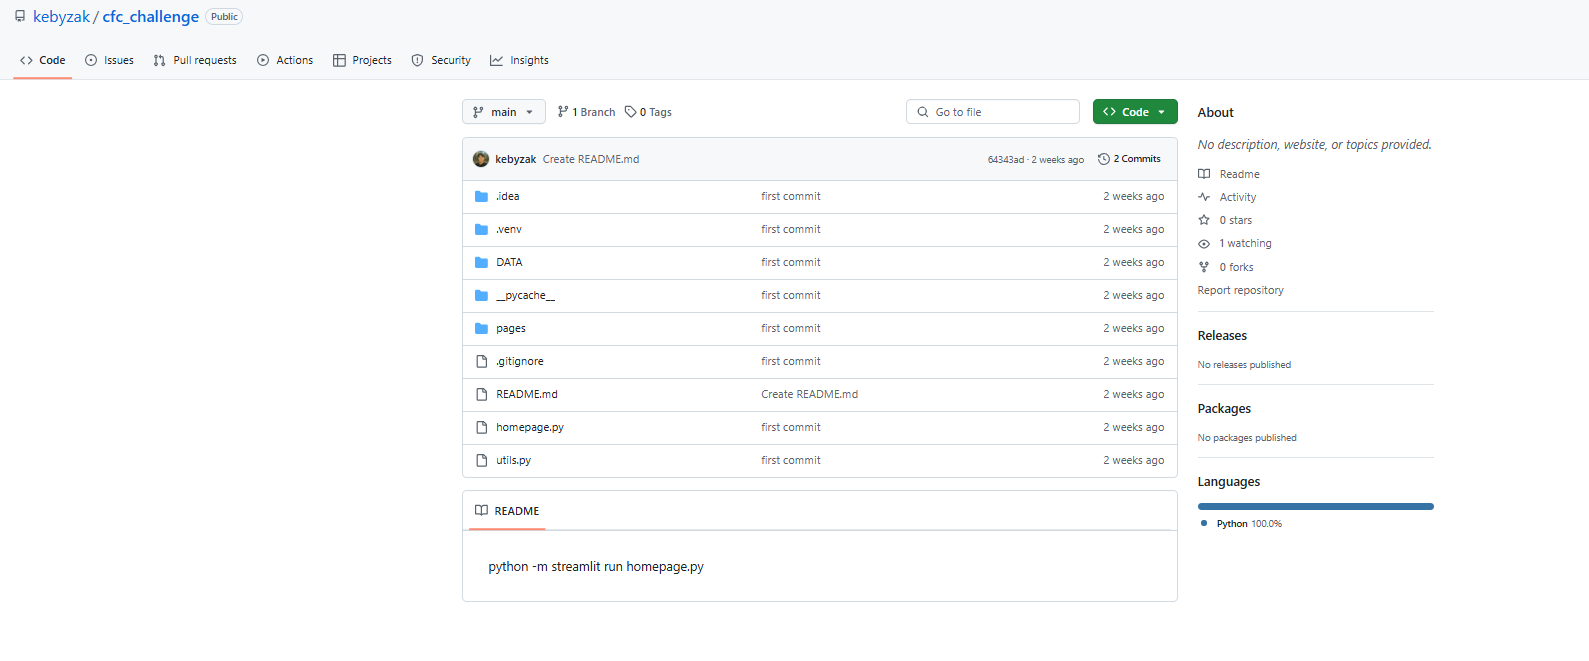 kebyzak / cfc_challenge Public
Code Issues Pull requests Actions Projects Security Insights
main 1 Branch 0 Tags Go to file Code
kebyzak Create README.md 64343ad · 2 weeks ago 2 Commits
.idea first commit 2 weeks ago
.venv first commit 2 weeks ago
DATA first commit 2 weeks ago
__pycache__ first commit 2 weeks ago
pages first commit 2 weeks ago
.gitignore first commit 2 weeks ago
README.md Create README.md 2 weeks ago
homepage.py first commit 2 weeks ago
utils.py first commit 2 weeks ago
README
python -m streamlit run homepage.py
About
No description, website, or topics provided.
Readme
Activity
0 stars
1 watching
0 forks
Report repository
Releases
No releases published
Packages
No packages published
Languages
Python 100.0%